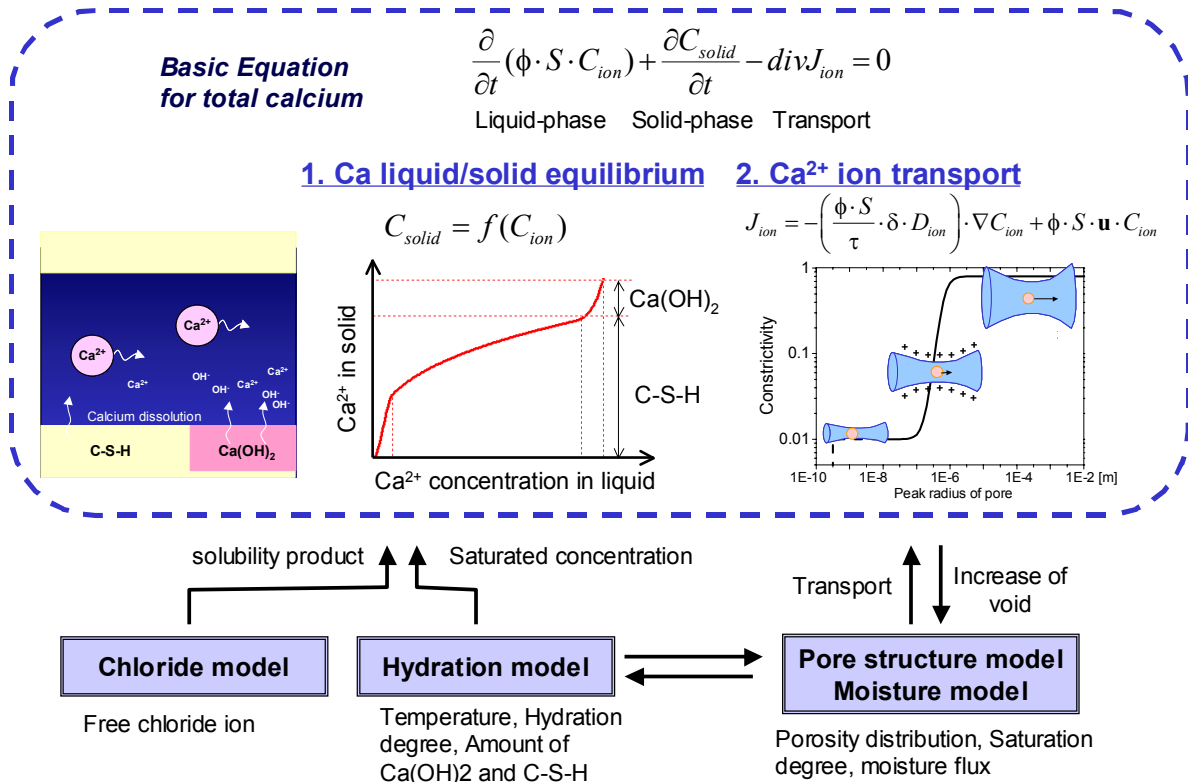 Basic Equation
for total calcium
∂/∂t(ϕ·S·C_ion) + ∂C_solid/∂t − divJ_ion = 0
Liquid-phase Solid-phase Transport
1. Ca liquid/solid equilibrium
C_solid = f(C_ion)
Ca²⁺
Ca²⁺
Ca²⁺
OH⁻
OH⁻
Ca²⁺
Ca²⁺
OH⁻
OH⁻
Calcium dissolution
C-S-H
Ca(OH)₂
Ca²⁺ in solid
Ca(OH)₂
C-S-H
Ca²⁺ concentration in liquid
2. Ca²⁺ ion transport
J_ion = −(ϕ·S/τ · δ · D_ion) · ∇C_ion + ϕ·S·u·C_ion
Constrictivity
1
0.1
0.01
+ + + + + +
+ + + + + +
1E-10 1E-8 1E-6 1E-4 1E-2 [m]
Peak radius of pore
solubility product
Saturated concentration
Transport
Increase of
void
Chloride model
Free chloride ion
Hydration model
Temperature, Hydration
degree, Amount of
Ca(OH)2 and C-S-H
Pore structure model
Moisture model
Porosity distribution, Saturation
degree, moisture flux